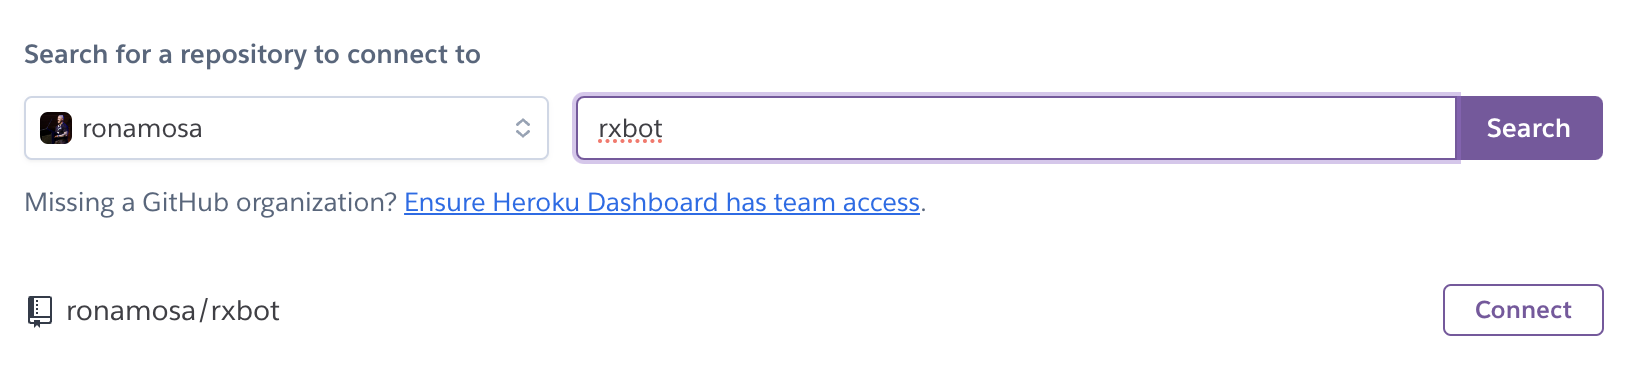 Search for a repository to connect to
ronamosa
rxbot
Search
Missing a GitHub organization? Ensure Heroku Dashboard has team access.
ronamosa/rxbot
Connect